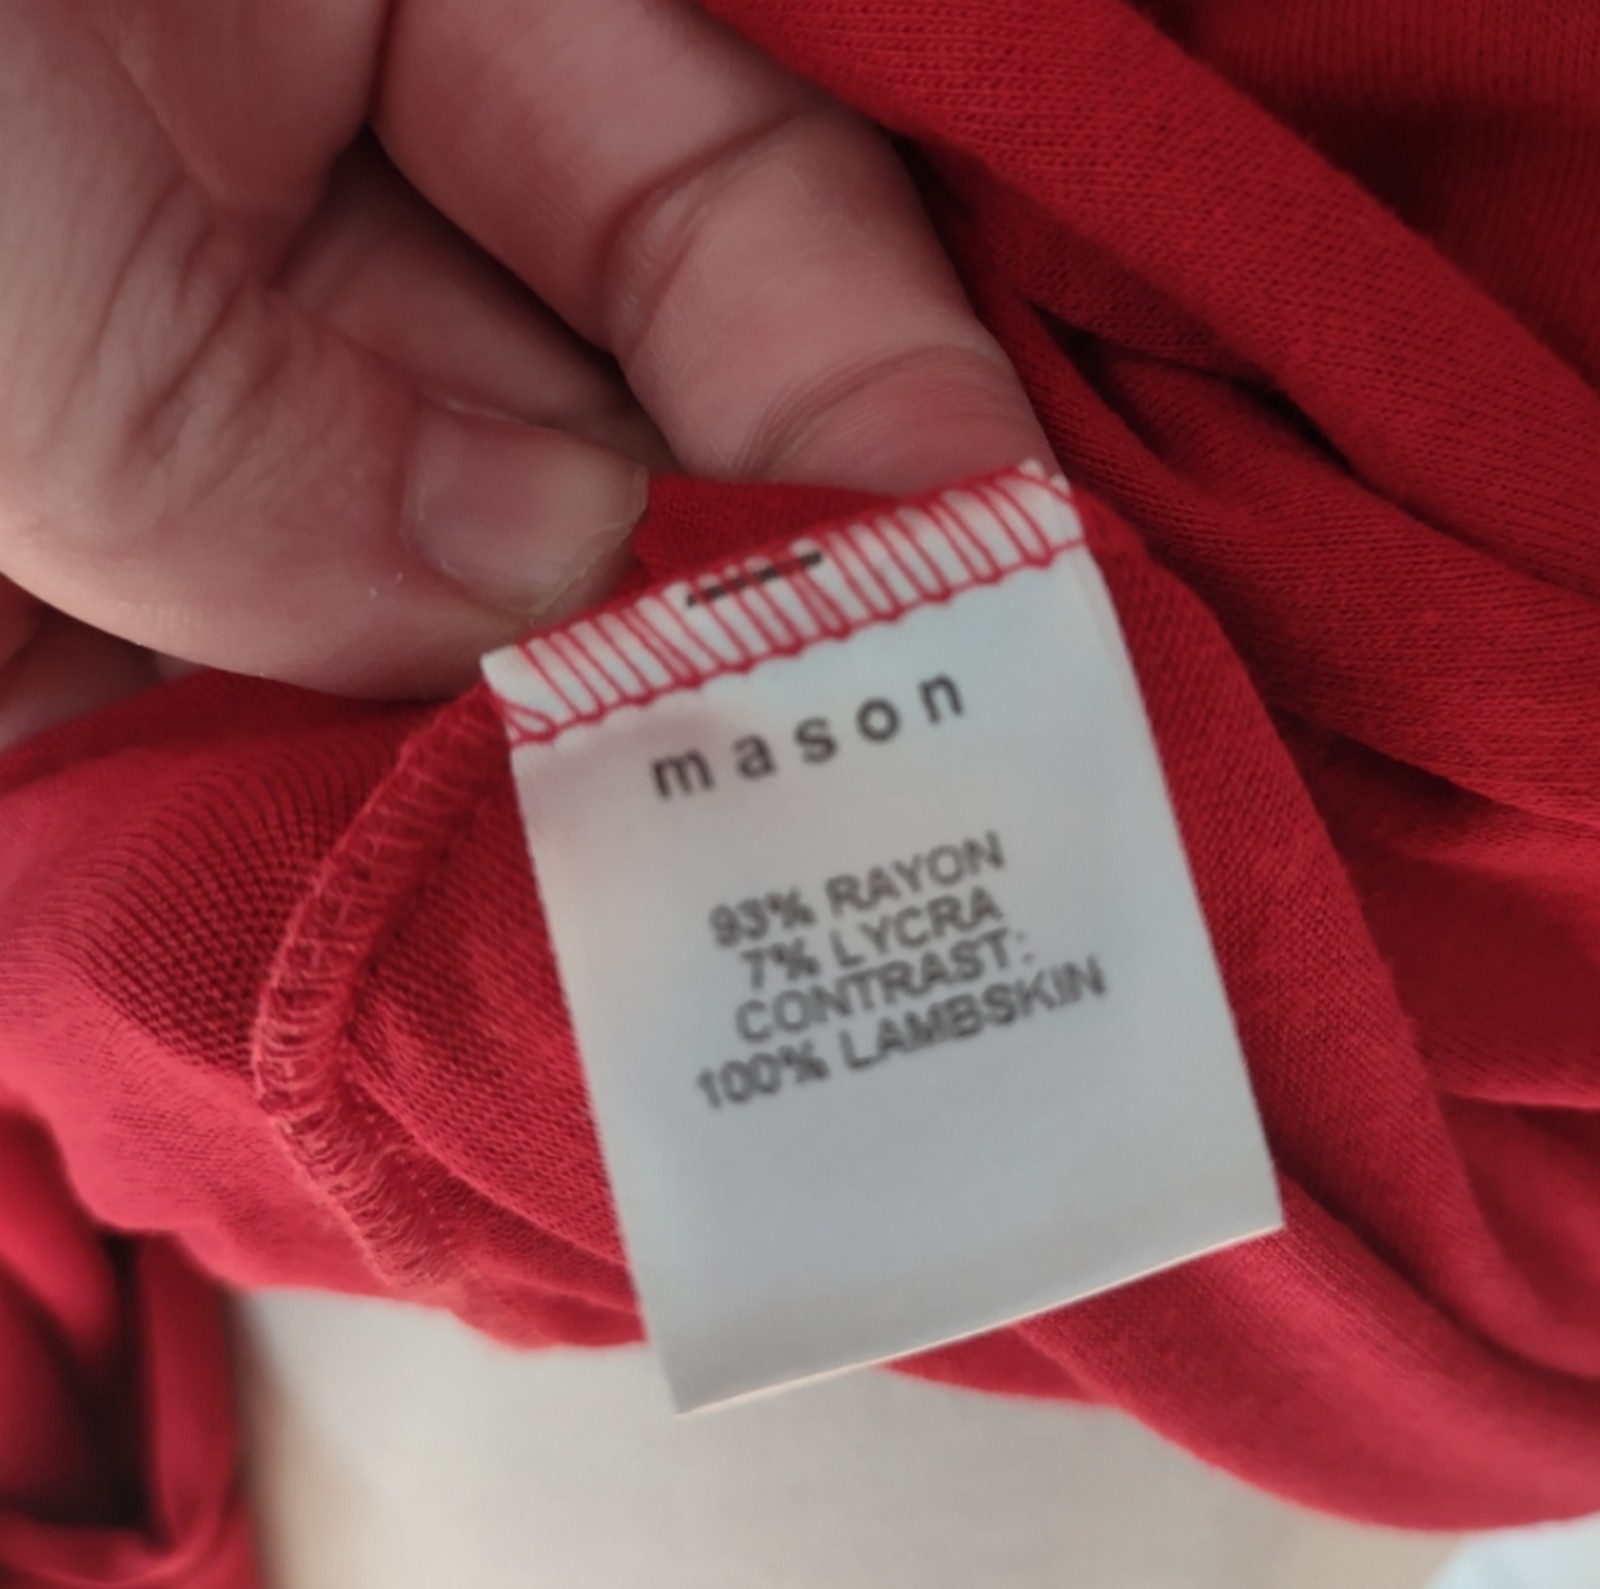 mason
93% RAYON
7% LYCRA
CONTRAST:
100% LAMBSKIN